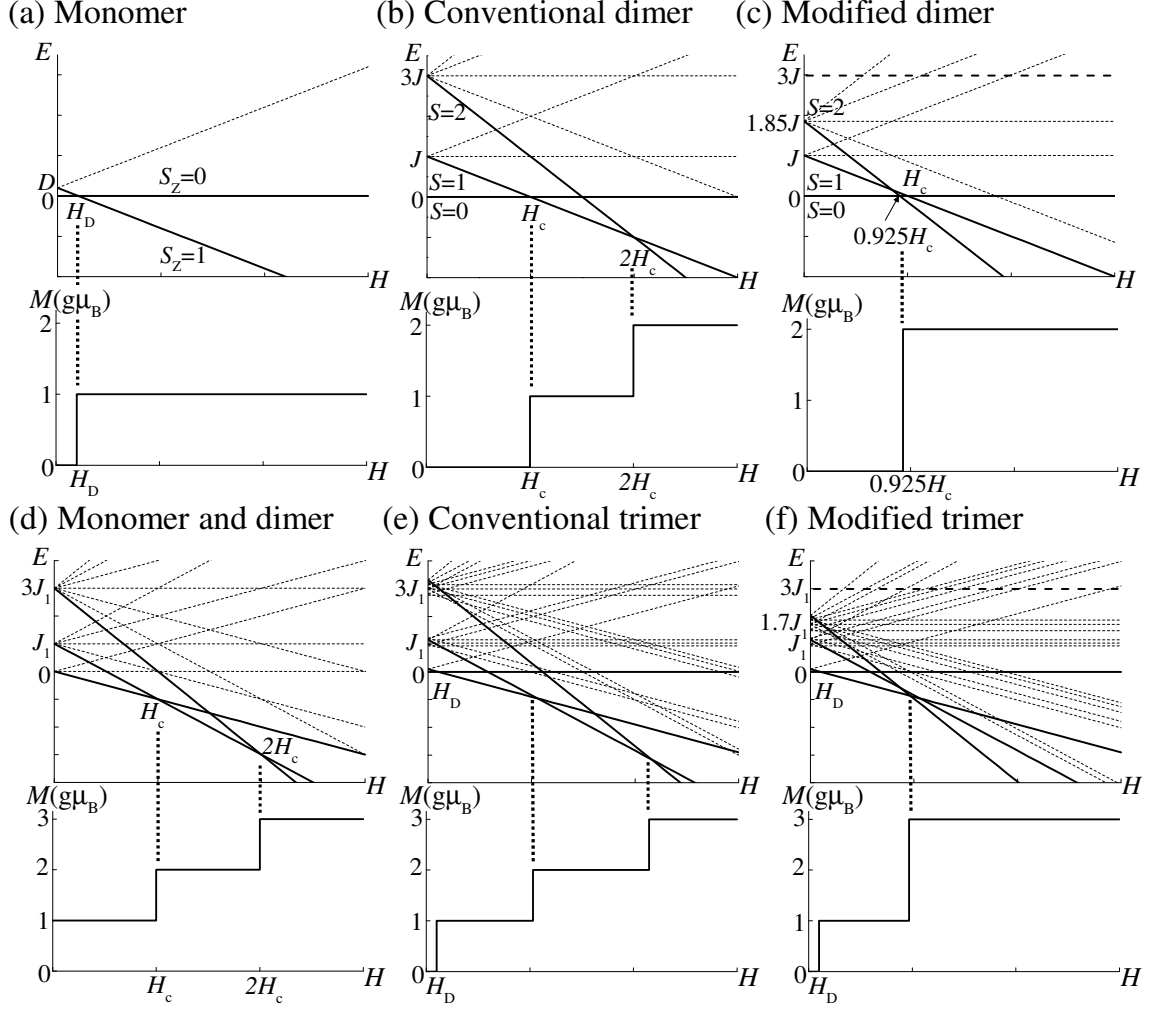 (a) Monomer
E
D
0
S_Z=0
H_D
S_Z=1
H
M(gμ_B)
2
1
0
H_D
H
(b) Conventional dimer
E
3J
S=2
J
S=1
0
S=0
H_c
2H_c
H
M(gμ_B)
2
1
0
H_c
2H_c
H
(c) Modified dimer
E
3J
S=2
1.85J
J
S=1
H_c
0
S=0
0.925H_c
H
M(gμ_B)
2
1
0
0.925H_c
H
(d) Monomer and dimer
E
3J_1
J_1
0
H_c
2H_c
H
M(gμ_B)
3
2
1
0
H_c
2H_c
H
(e) Conventional trimer
E
3J_1
J_1
0
H_D
H
M(gμ_B)
3
2
1
0
H_D
H
(f) Modified trimer
E
3J_1
1.7J_1
J_1
0
H_D
H
M(gμ_B)
3
2
1
0
H_D
H